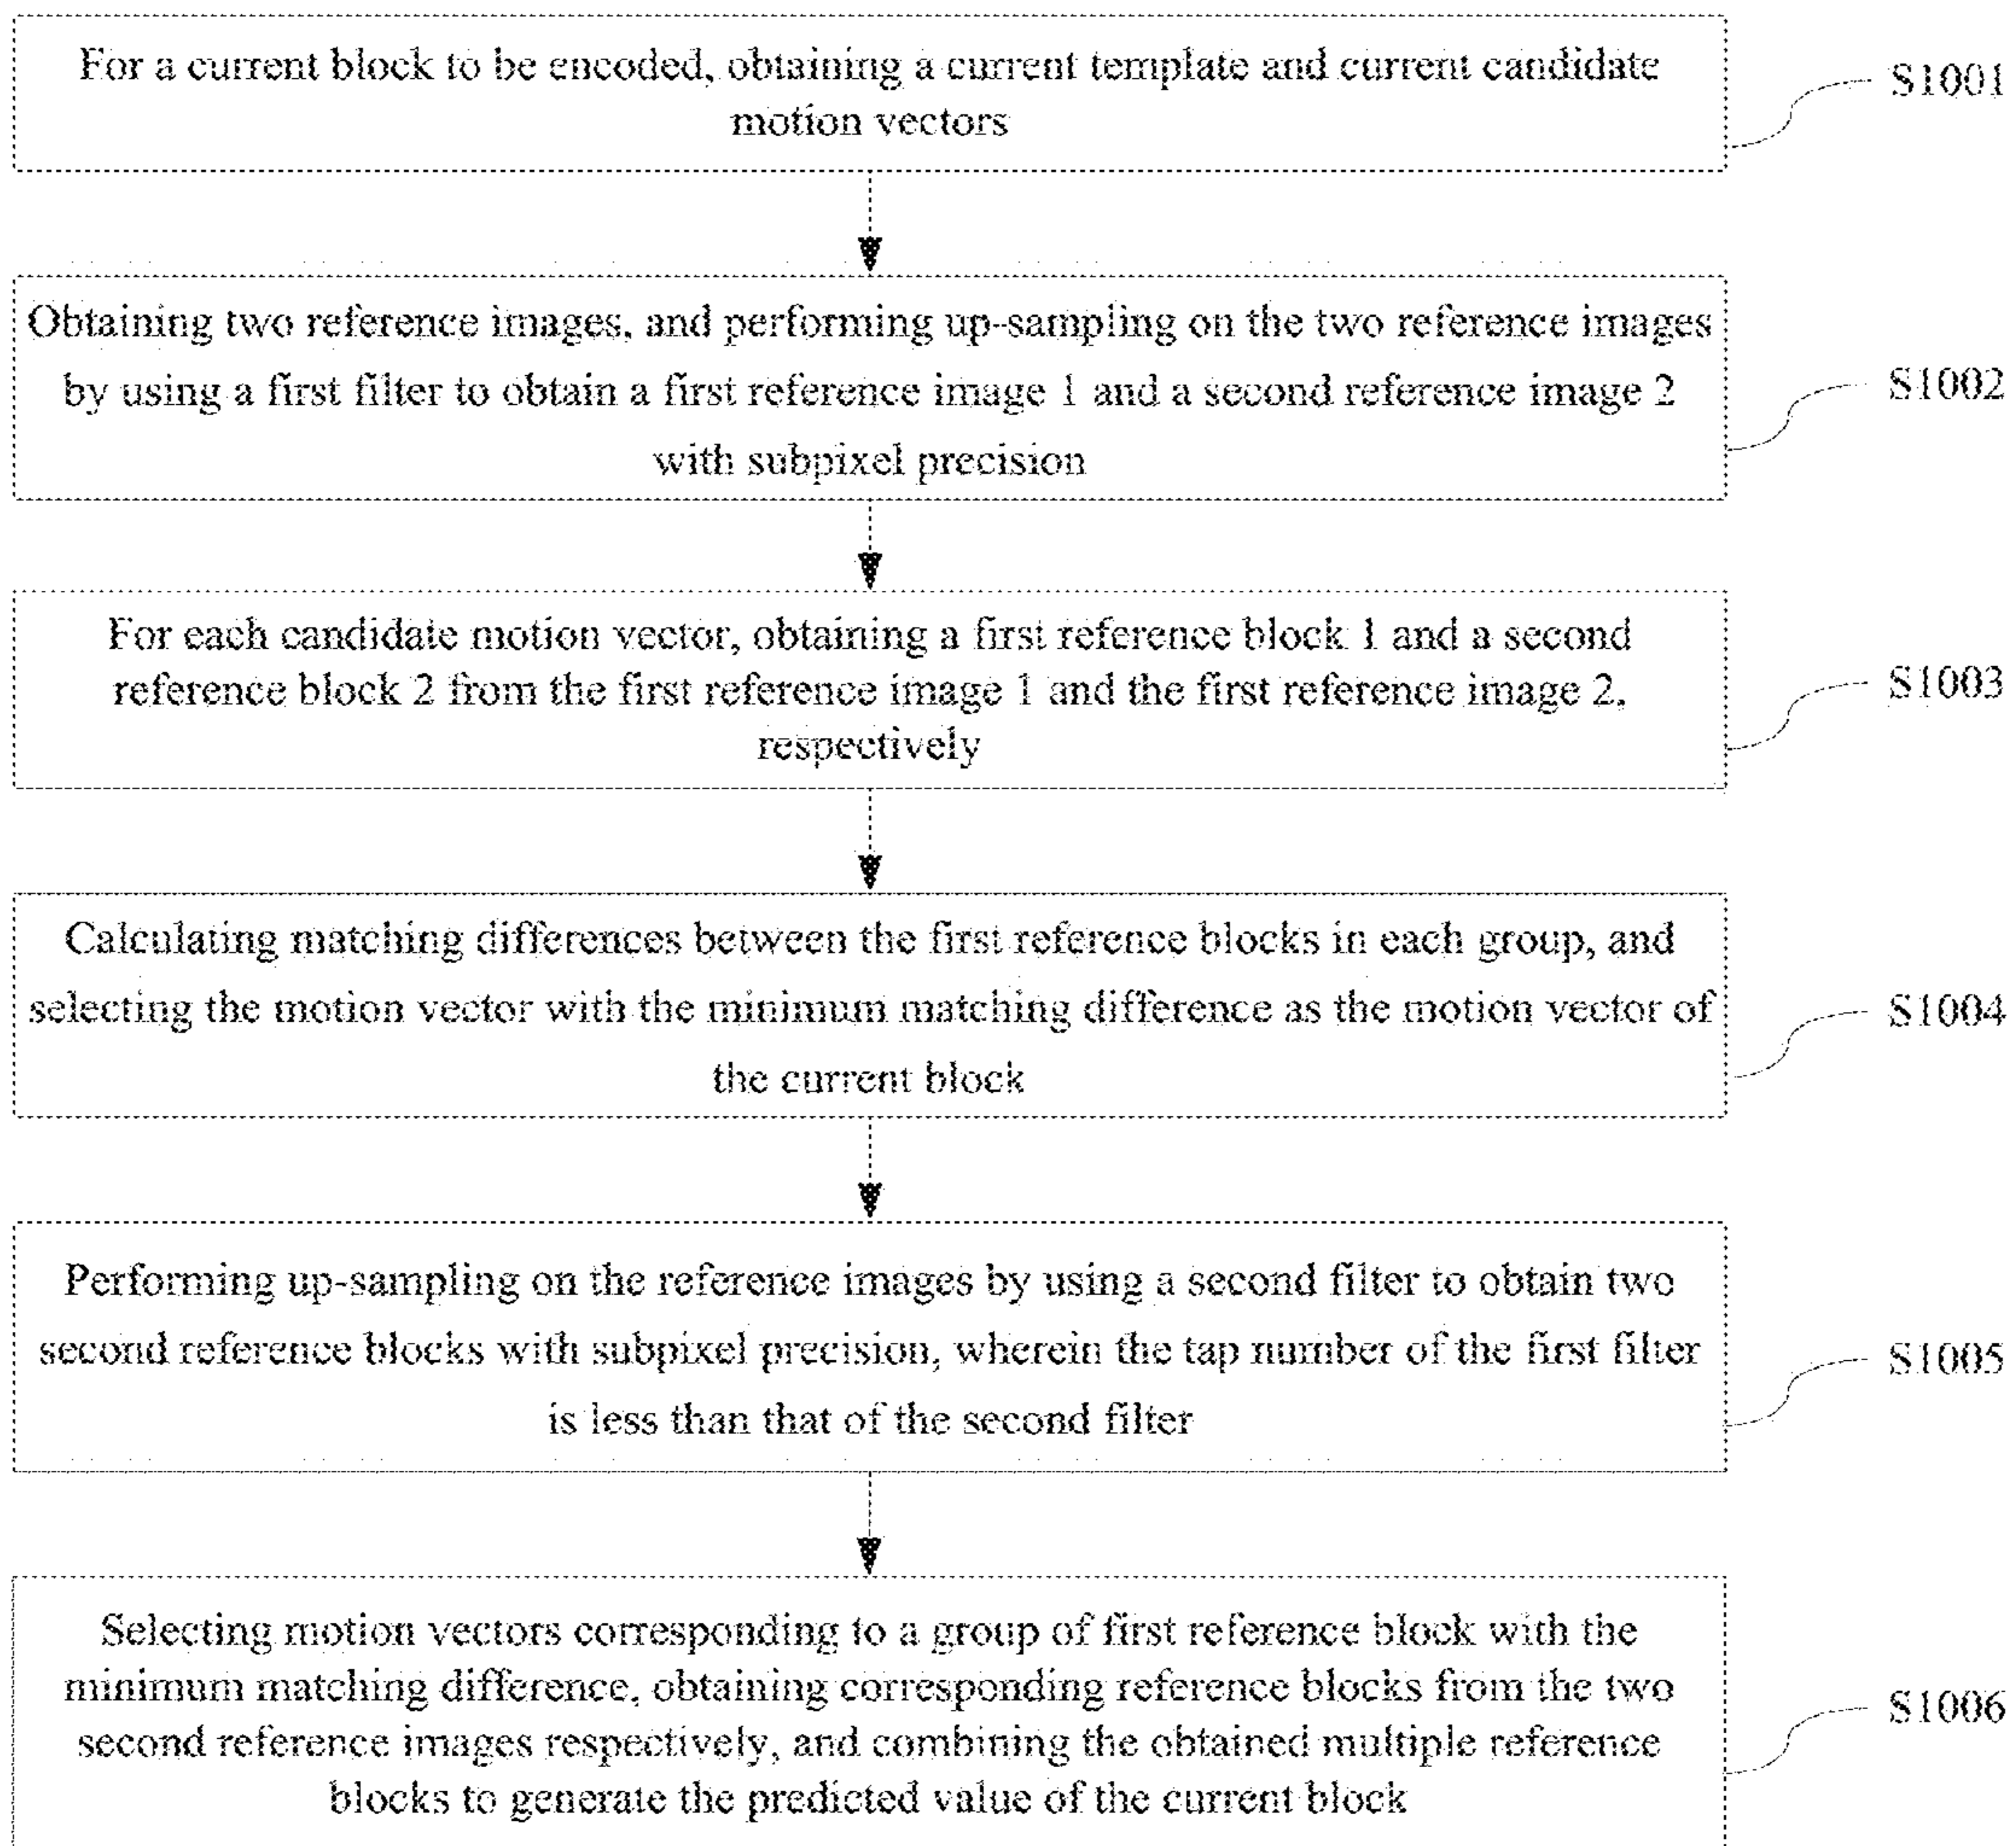 For a current block to be encoded, obtaining a current template and current candidate
motion vectors
S1001
Obtaining two reference images, and performing up-sampling on the two reference images
by using a first filter to obtain a first reference image 1 and a second reference image 2
with subpixel precision
S1002
For each candidate motion vector, obtaining a first reference block 1 and a second
reference block 2 from the first reference image 1 and the first reference image 2,
respectively
S1003
Calculating matching differences between the first reference blocks in each group, and
selecting the motion vector with the minimum matching difference as the motion vector of
the current block
S1004
Performing up-sampling on the reference images by using a second filter to obtain two
second reference blocks with subpixel precision, wherein the tap number of the first filter
is less than that of the second filter
S1005
Selecting motion vectors corresponding to a group of first reference block with the
minimum matching difference, obtaining corresponding reference blocks from the two
second reference images respectively, and combining the obtained multiple reference
blocks to generate the predicted value of the current block
S1006